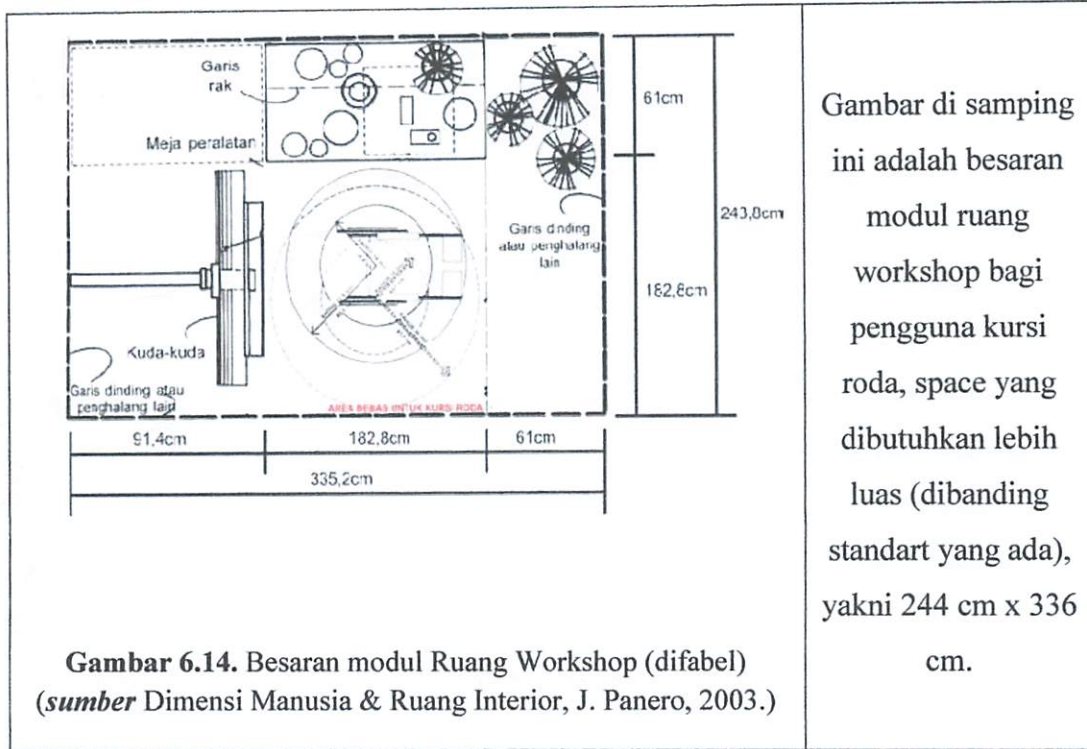 Garis
rak
Meja peralatan
Kuda-kuda
Garis dinding atau
penghalang lain
Garis dinding
atau penghalang
lain
AREA BEBAS UNTUK KURSI RODA
61cm
182,8cm
243,8cm
91,4cm
182,8cm
61cm
335,2cm
Gambar 6.14. Besaran modul Ruang Workshop (difabel)
(sumber Dimensi Manusia & Ruang Interior, J. Panero, 2003.)
Gambar di samping
ini adalah besaran
modul ruang
workshop bagi
pengguna kursi
roda, space yang
dibutuhkan lebih
luas (dibanding
standart yang ada),
yakni 244 cm x 336
cm.